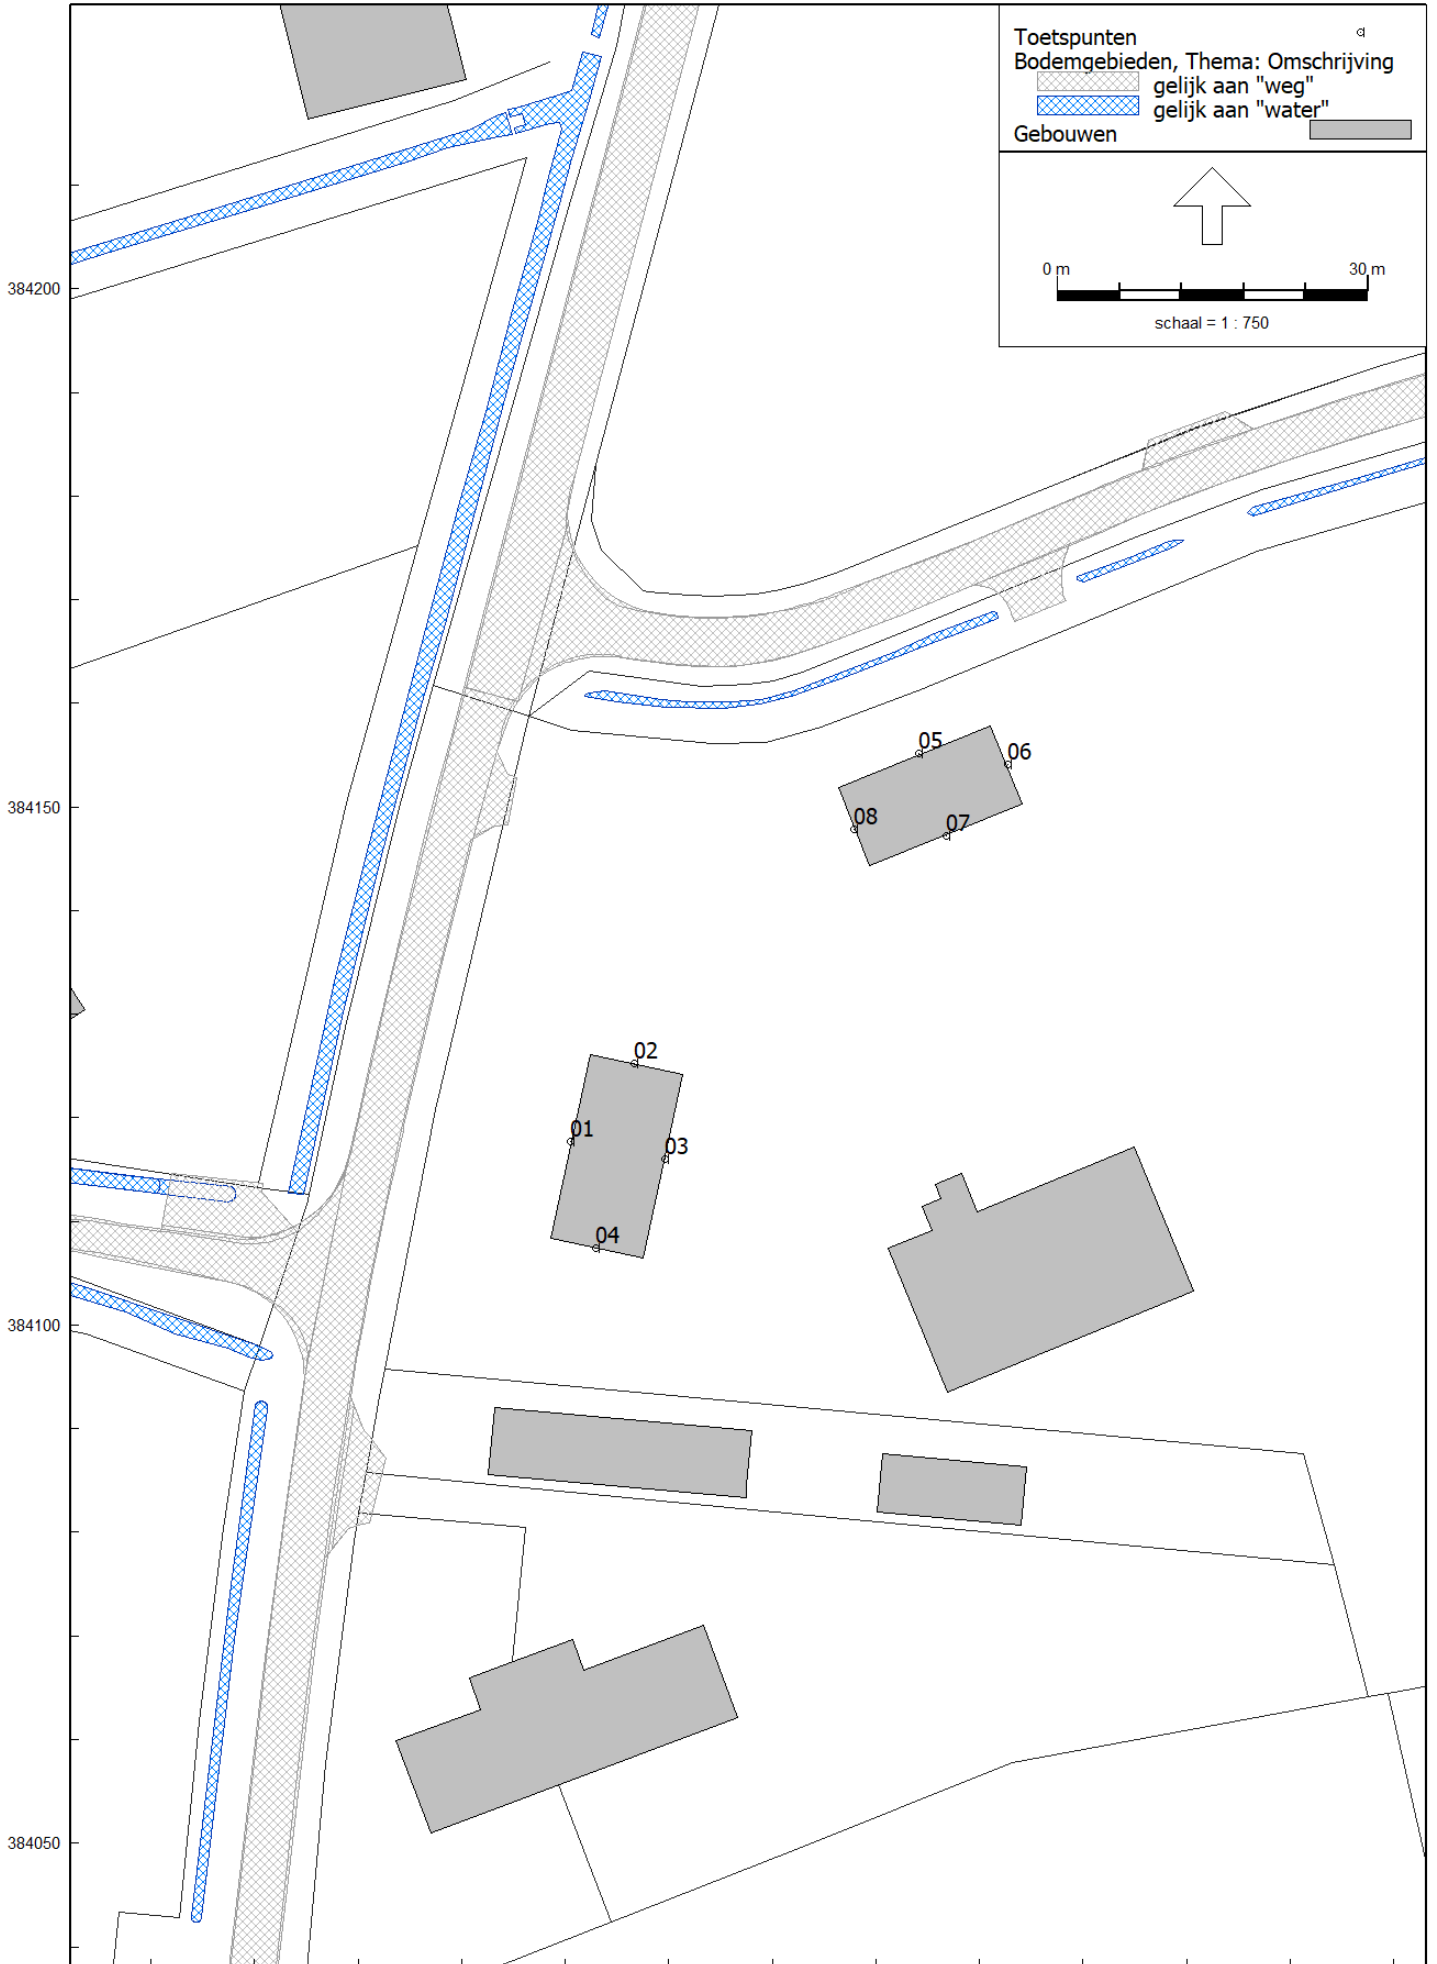 Toetspunten
Bodemgebieden, Thema: Omschrijving
gelijk aan "weg"
gelijk aan "water"
Gebouwen
0 m 30 m
schaal = 1 : 750
384200
384150
384100
384050
05
06
08
07
02
01
03
04